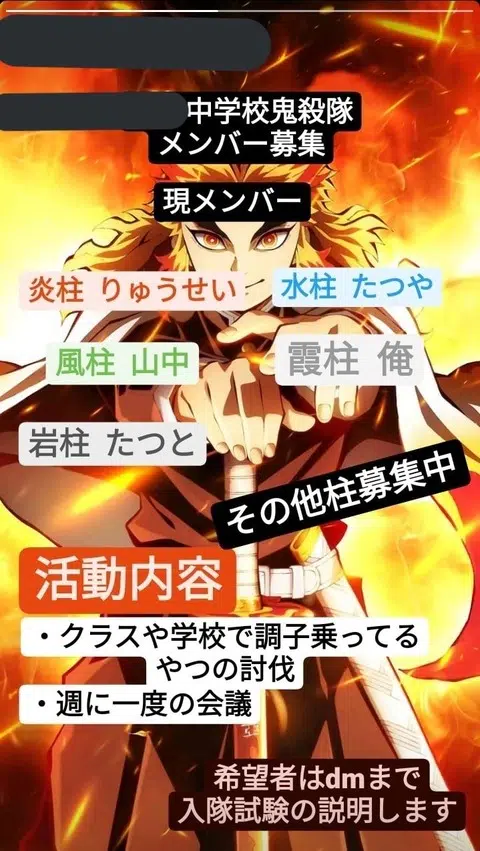 中学校鬼殺隊
メンバー募集
現メンバー
炎柱 りゅうせい
水柱 たつや
風柱 山中
霞柱 俺
岩柱 たつと
その他柱募集中
活動内容
・クラスや学校で調子乗ってる
やつの討伐
・週に一度の会議
希望者はdmまで
入隊試験の説明します